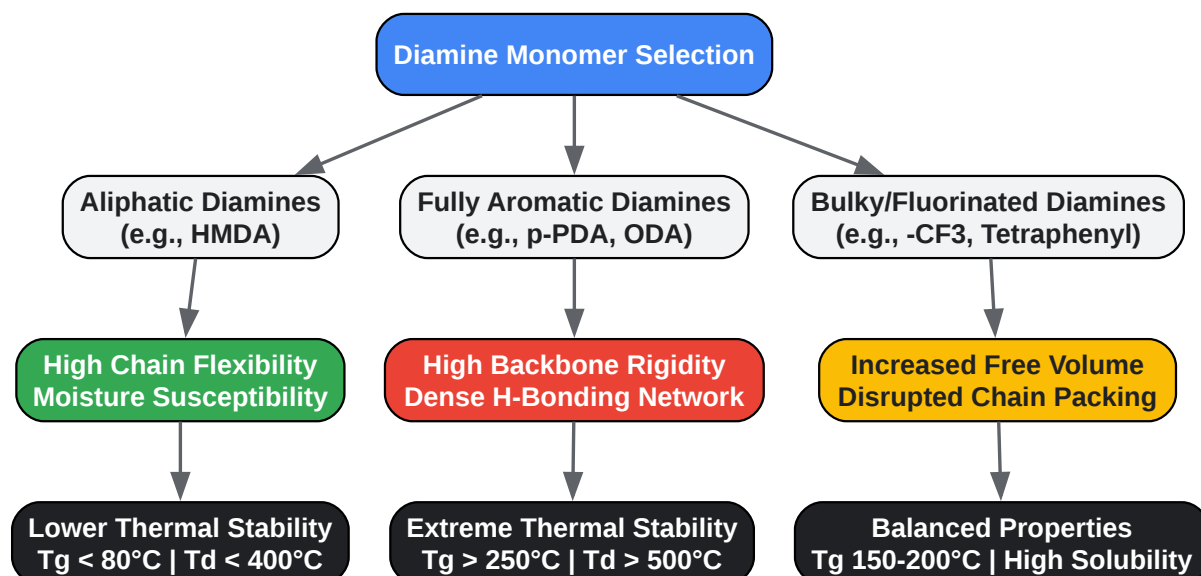 Diamine Monomer Selection
Aliphatic Diamines
(e.g., HMDA)
Fully Aromatic Diamines
(e.g., p-PDA, ODA)
Bulky/Fluorinated Diamines
(e.g., -CF3, Tetraphenyl)
High Chain Flexibility
Moisture Susceptibility
High Backbone Rigidity
Dense H-Bonding Network
Increased Free Volume
Disrupted Chain Packing
Lower Thermal Stability
Tg < 80°C | Td < 400°C
Extreme Thermal Stability
Tg > 250°C | Td > 500°C
Balanced Properties
Tg 150-200°C | High Solubility